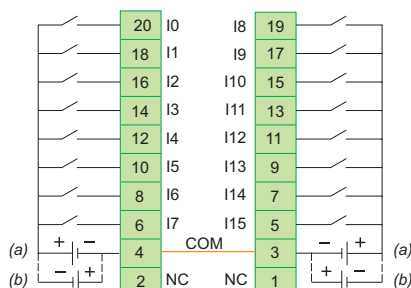 20 I0 I8 19
18 I1 I9 17
16 I2 I10 15
14 I3 I11 13
12 I4 I12 11
10 I5 I13 9
8 I6 I14 7
6 I7 I15 5
(a) + − 4 COM 3 − + (a)
(b) − + 2 NC NC 1 + − (b)